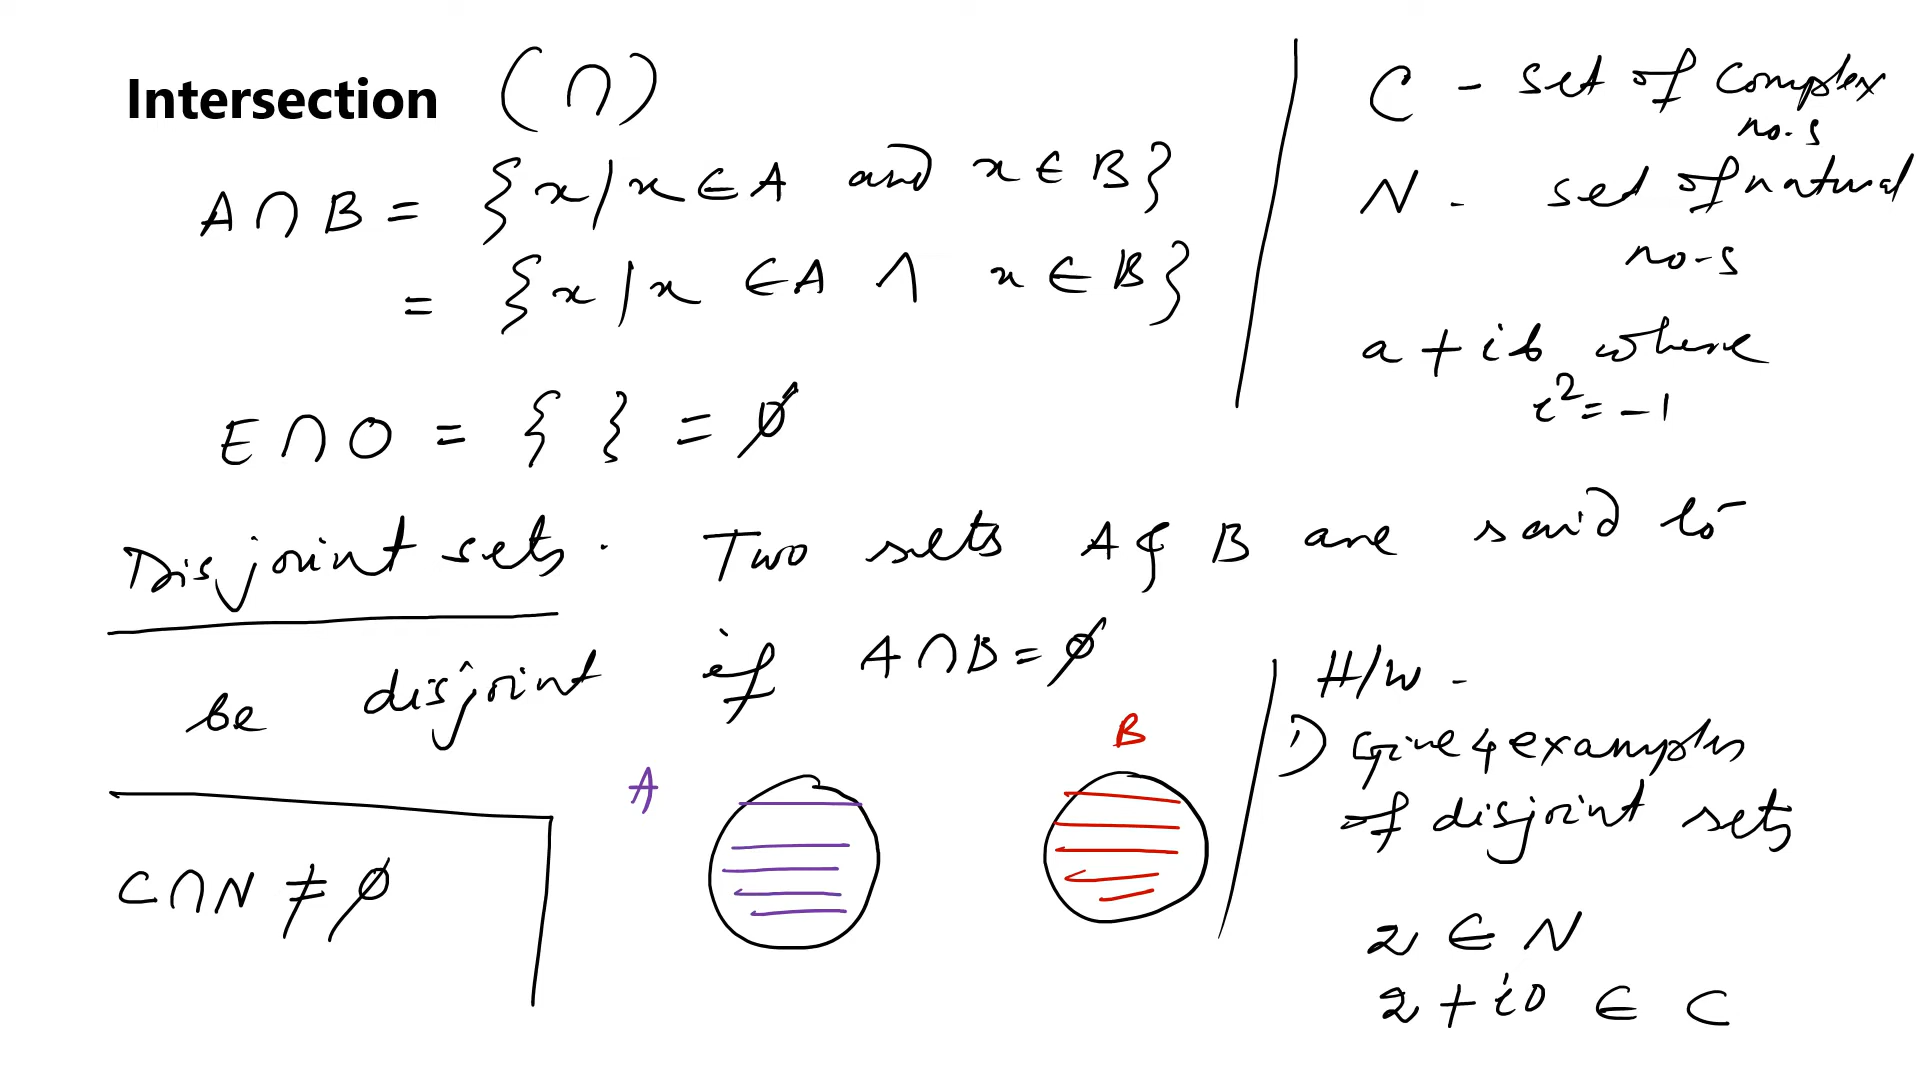 Intersection (∩)
A ∩ B = {x/x ∈ A and x ∈ B}
= {x/x ∈ A ∧ x ∈ B}
E ∩ O = { } = ∅
C - set of complex
no-s
N - set of natural
no-s
a + ib where
i² = -1
Disjoint sets. Two sets A & B are said to
be disjoint if A ∩ B = ∅
A
B
C ∩ N ≠ ∅
H/W -
1) Give 4 examples
of disjoint sets
2 ∈ N
2 + i0 ∈ C